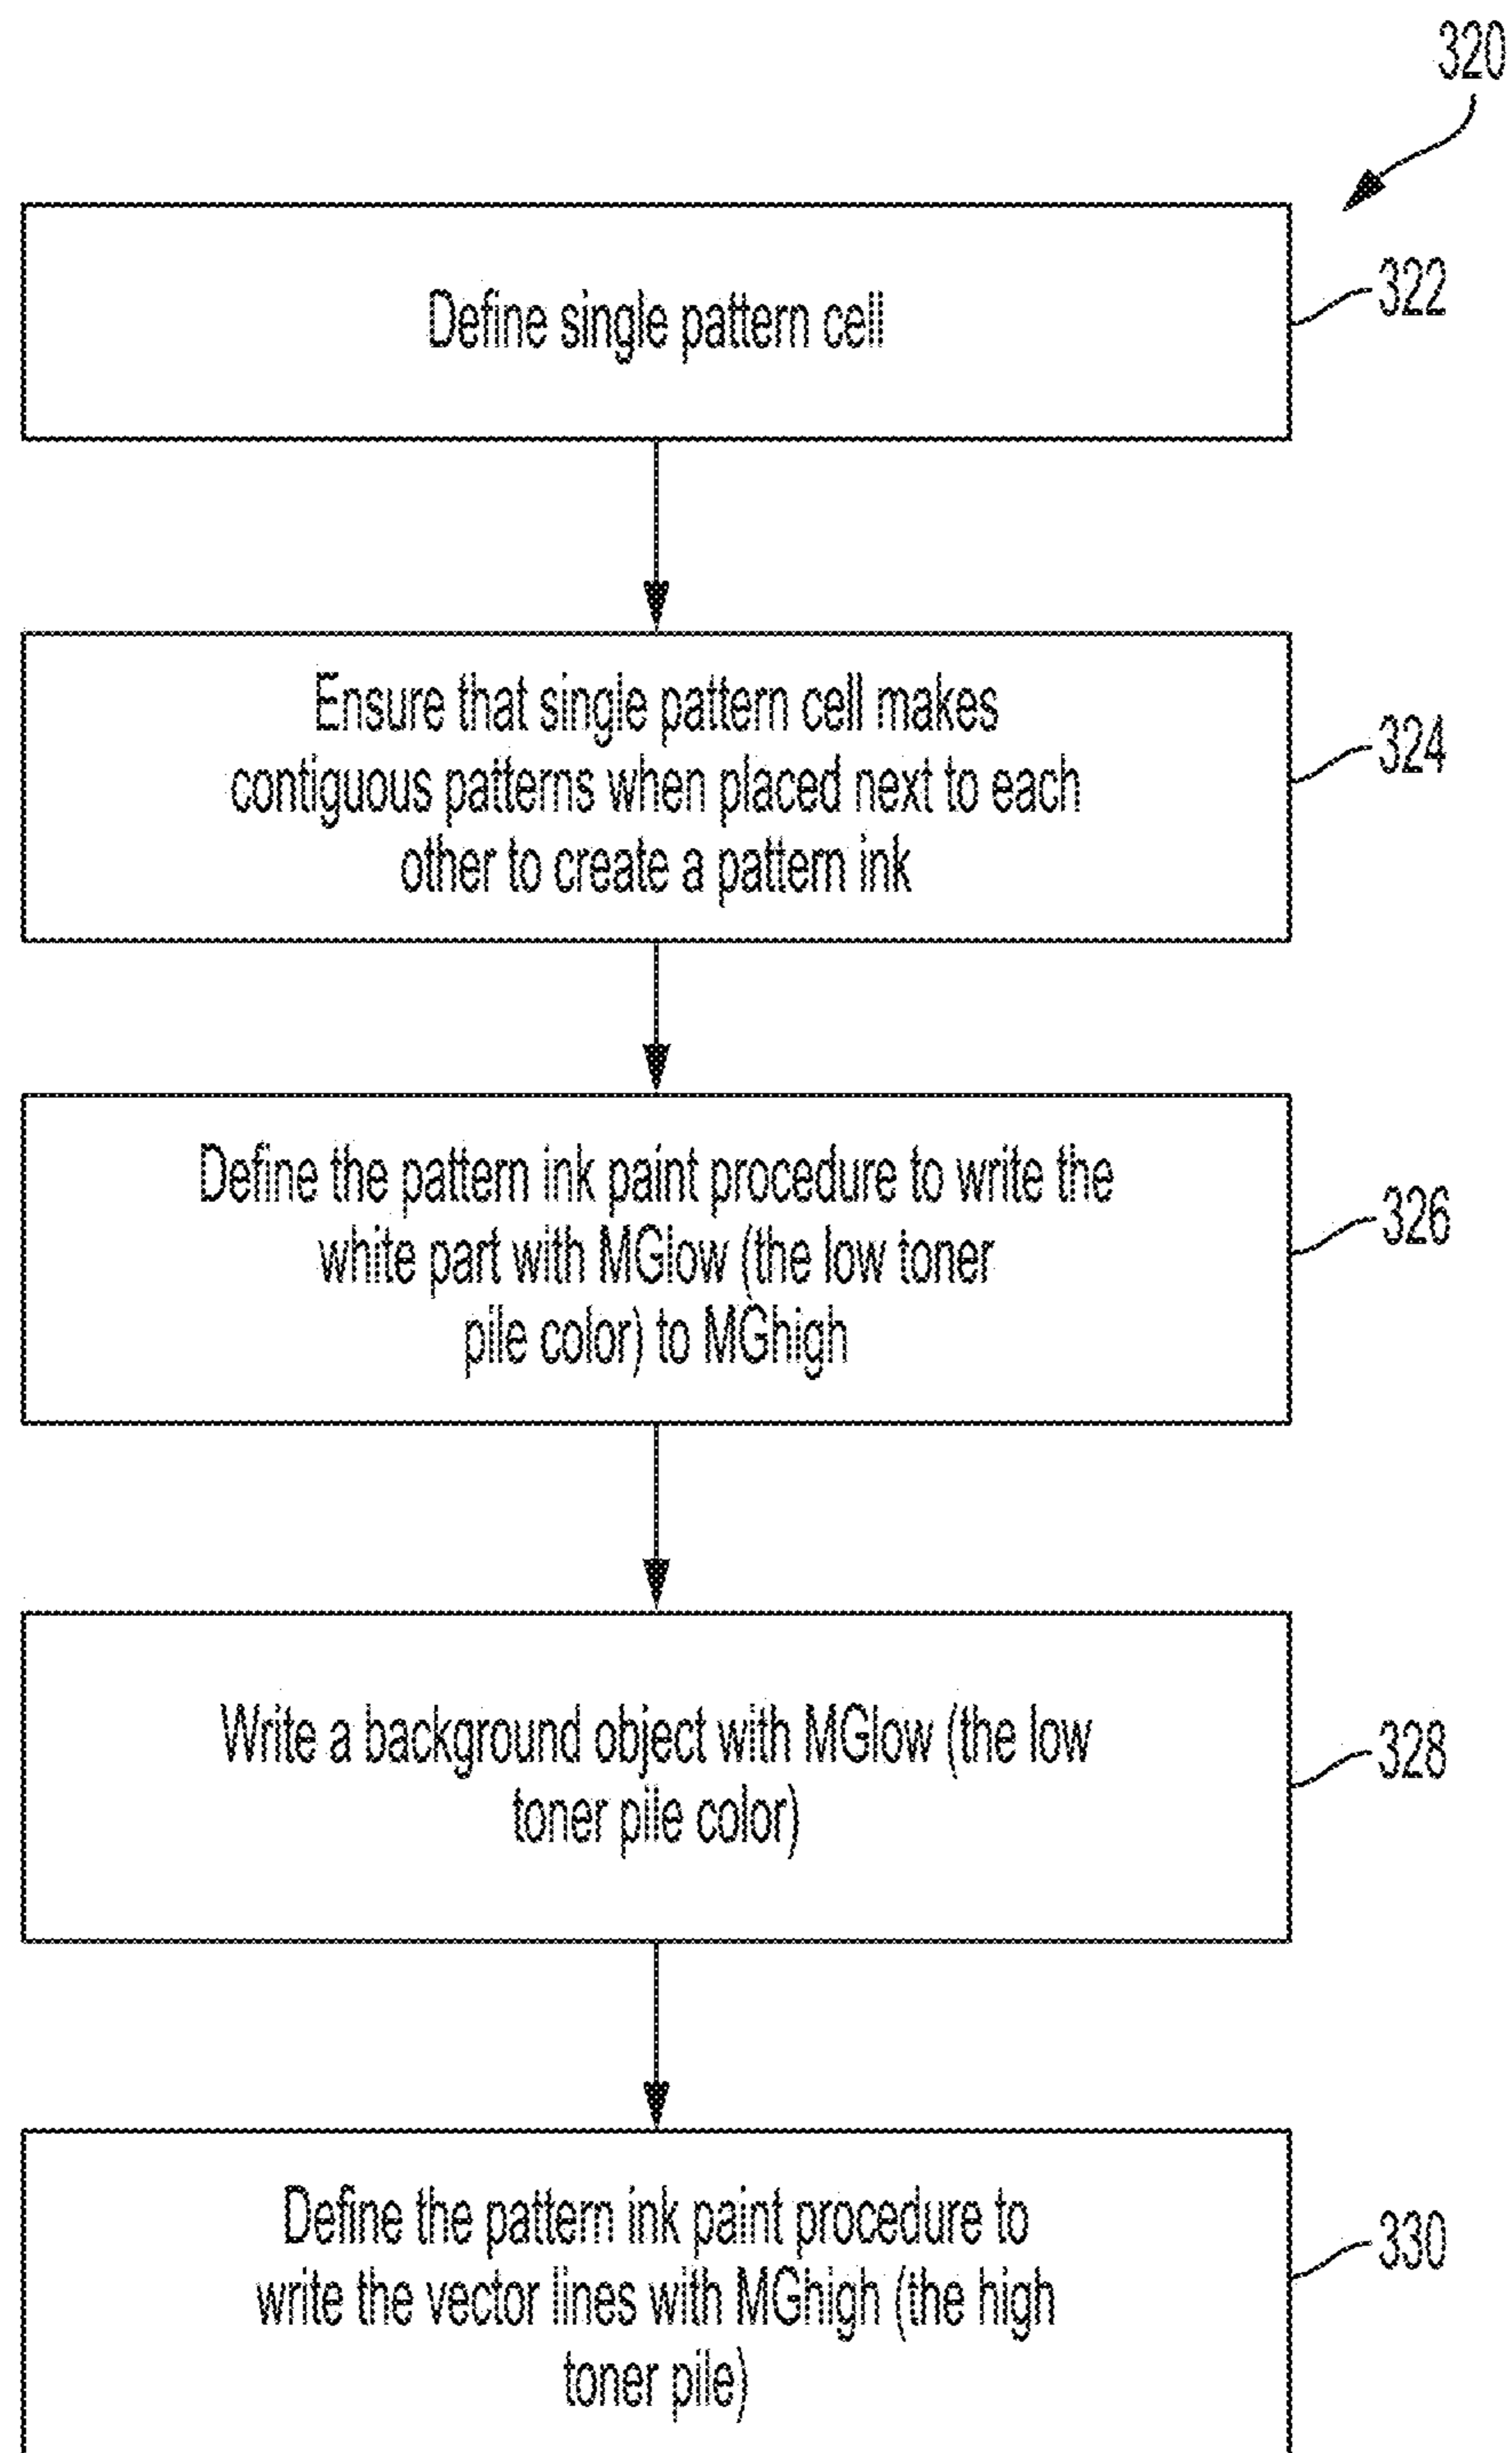 320
Define single pattern cell
322
Ensure that single pattern cell makes
contiguous patterns when placed next to each
other to create a pattern ink
324
Define the pattern ink paint procedure to write the
white part with MGlow (the low toner
pile color) to MGhigh
326
Write a background object with MGlow (the low
toner pile color)
328
Define the pattern ink paint procedure to
write the vector lines with MGhigh (the high
toner pile)
330